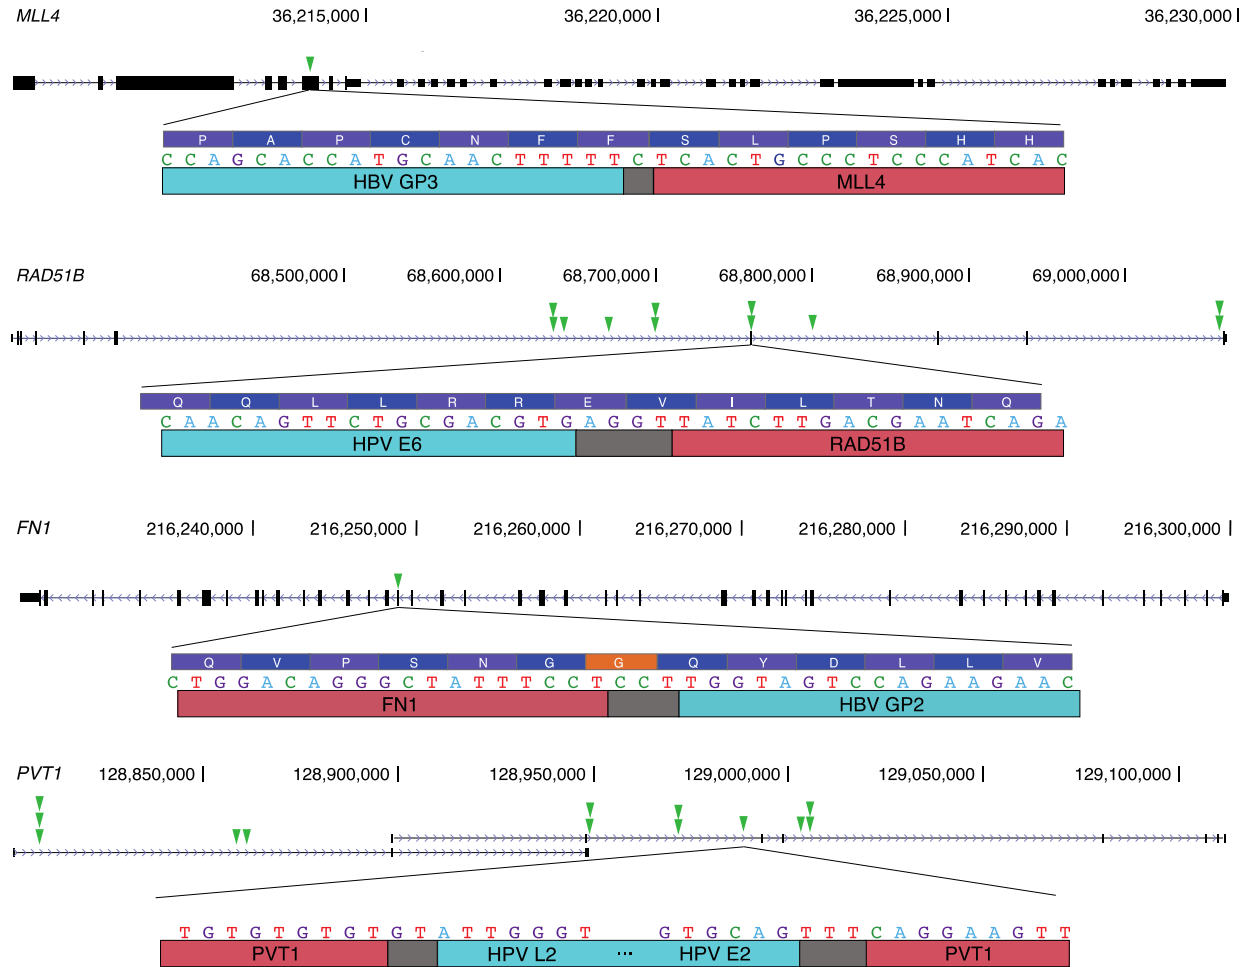 MLL4 36,215,000 36,220,000 36,225,000 36,230,000
P A P C N F F S L P S H H
C C A G C A C C A T G C A A C T T T T T C T C A C T G C C C T C C C A T C A C
HBV GP3 MLL4
RAD51B 68,500,000 68,600,000 68,700,000 68,800,000 68,900,000 69,000,000
Q Q L L R R E V I L T N Q
C A A C A G T T C T G C G A C G T G A G G T T A T C T T G A C G A A T C A G A
HPV E6 RAD51B
FN1 216,240,000 216,250,000 216,260,000 216,270,000 216,280,000 216,290,000 216,300,000
Q V P S N G G Q Y D L L V
C T G G A C A G G G C T A T T T C C T C C T T G G T A G T C C A G A A G A A C
FN1 HBV GP2
PVT1 128,850,000 128,900,000 128,950,000 129,000,000 129,050,000 129,100,000
T G T G T G T G T G T A T T G G G T G T G C A G T T T C A G G A A G T T
PVT1 HPV L2 ... HPV E2 PVT1